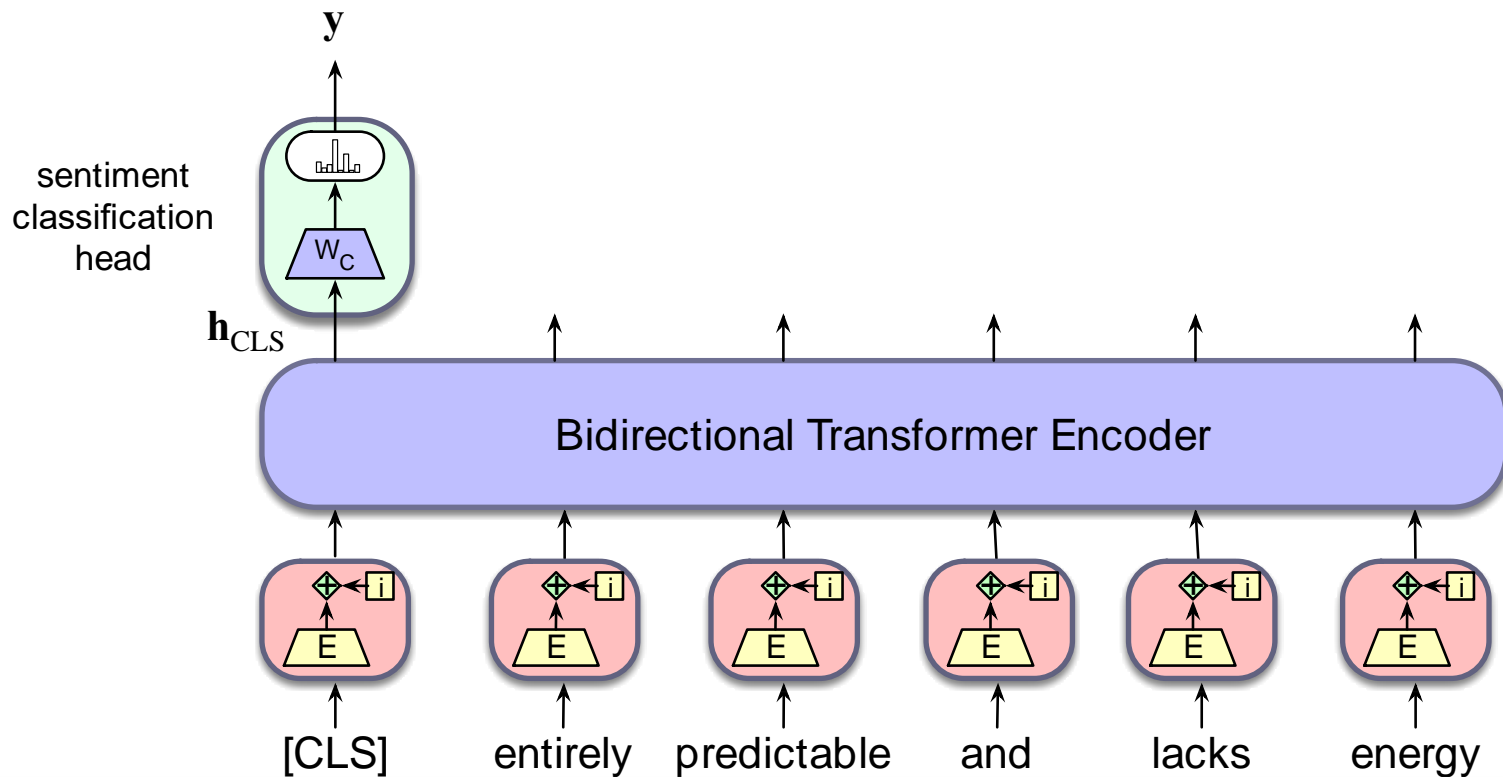 y
sentiment
classification
head
W_C
h_CLS
Bidirectional Transformer Encoder
i i i i i i
E E E E E E
[CLS] entirely predictable and lacks energy